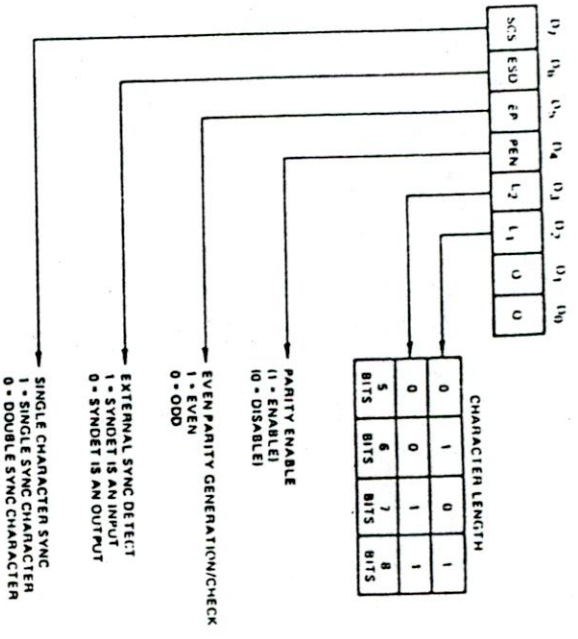 D7 D6 D5 D4 D3 D2 D1 D0
SCS ESD EP PEN L2 L1 0 0
CHARACTER LENGTH
0 1 0 1
0 0 1 1
5 BITS 6 BITS 7 BITS 8 BITS
PARITY ENABLE
(1 = ENABLE)
(0 = DISABLE)
EVEN PARITY GENERATION/CHECK
1 = EVEN
0 = ODD
EXTERNAL SYNC DETECT
1 = SYNDET IS AN INPUT
0 = SYNDET IS AN OUTPUT
SINGLE CHARACTER SYNC
1 = SINGLE SYNC CHARACTER
0 = DOUBLE SYNC CHARACTER